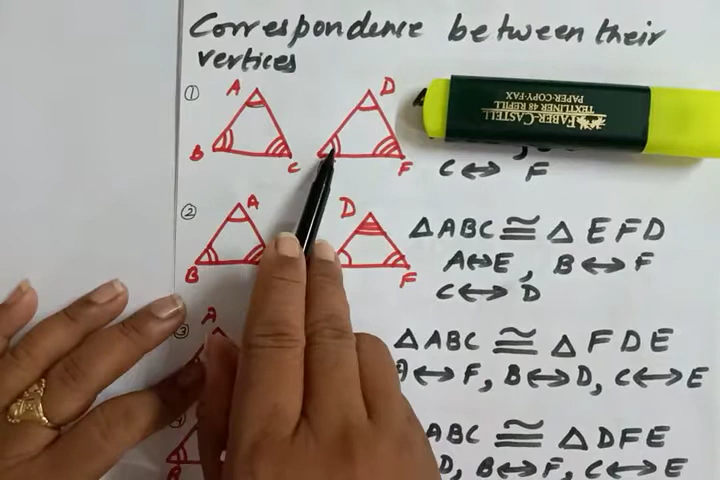 Correspondence between their
vertices
① A D
B C F
FABER-CASTELL
TEXTLINER 48 REFILL
PAPER-COPY-FAX
C ↔ F
② A D
B F
△ABC ≅ △EFD
A↔E, B↔F
C↔D
③ A
△ABC ≅ △FDE
↔F, B↔D, C↔E
ABC ≅ △DFE
D, B↔F, C↔E